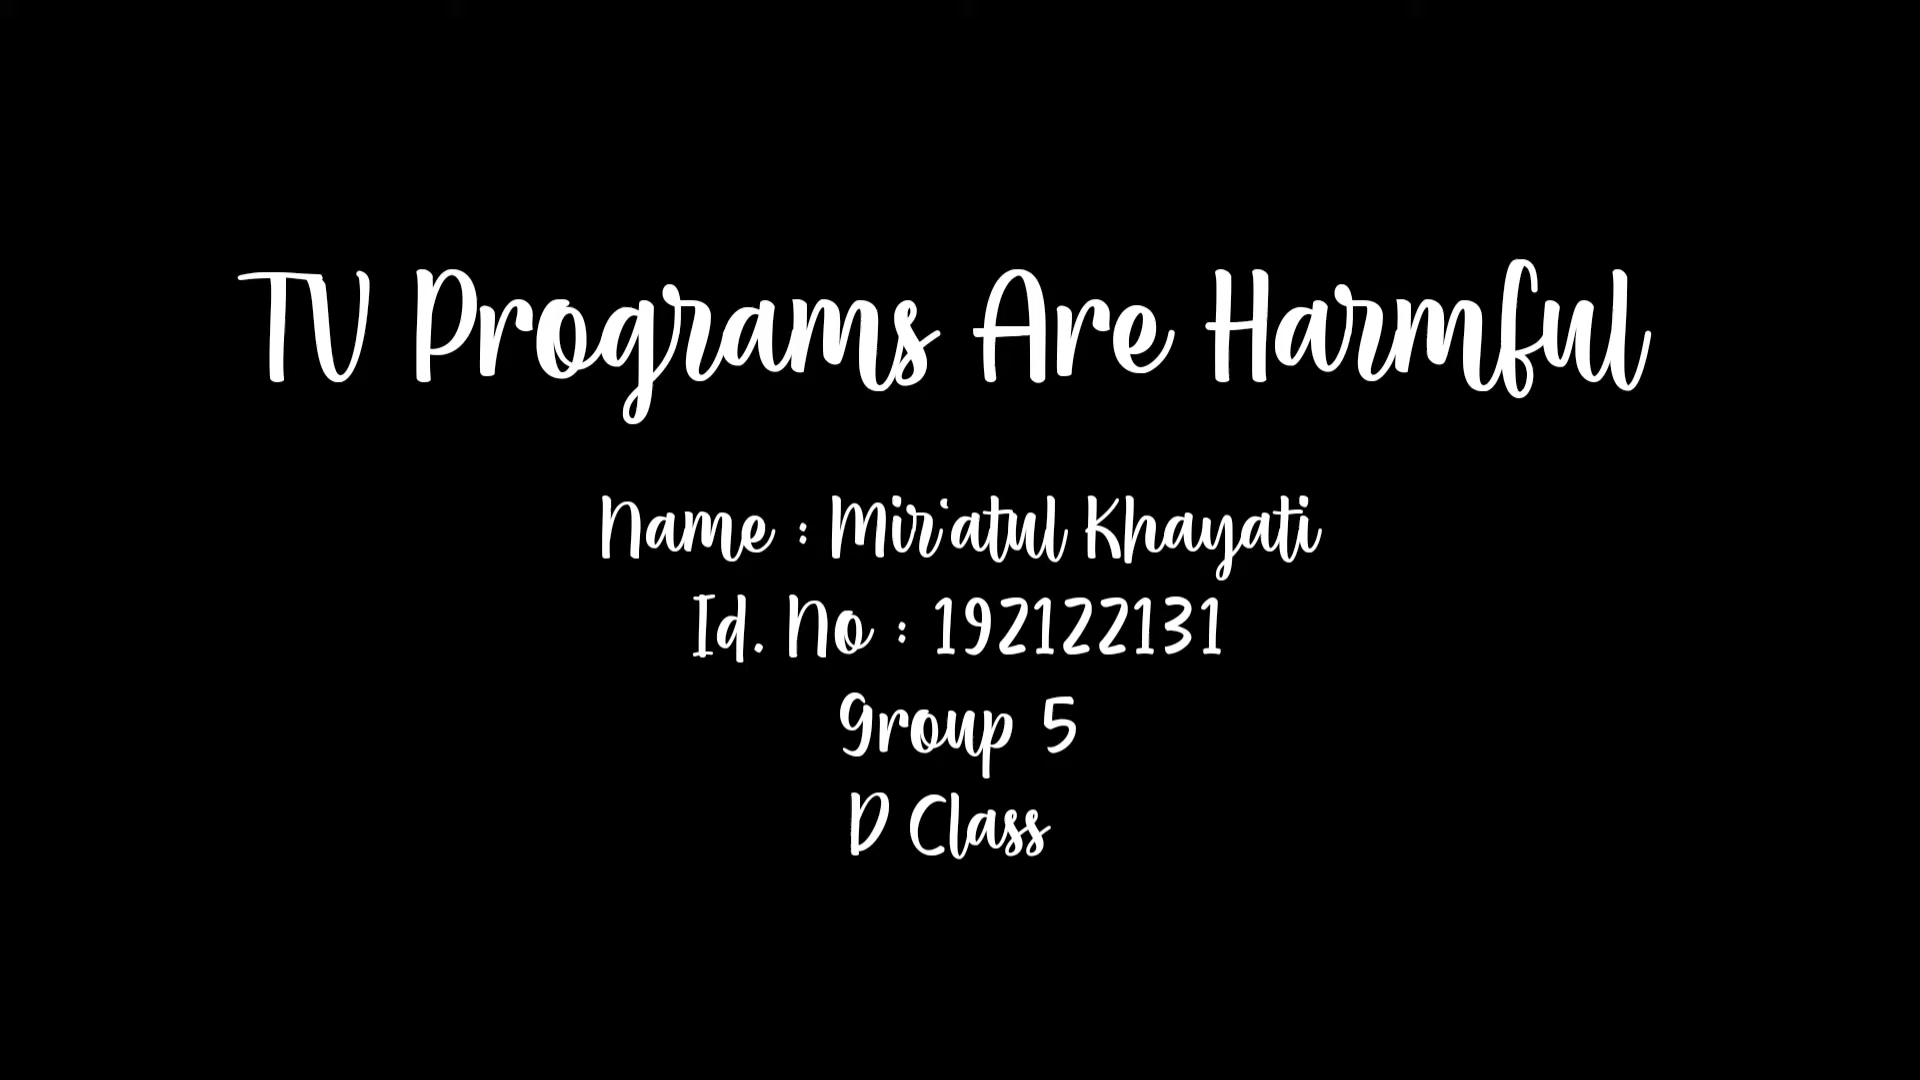 TV Programs Are Harmful
Name : Mir'atul Khayati
Id. No : 192122131
Group 5
D Class